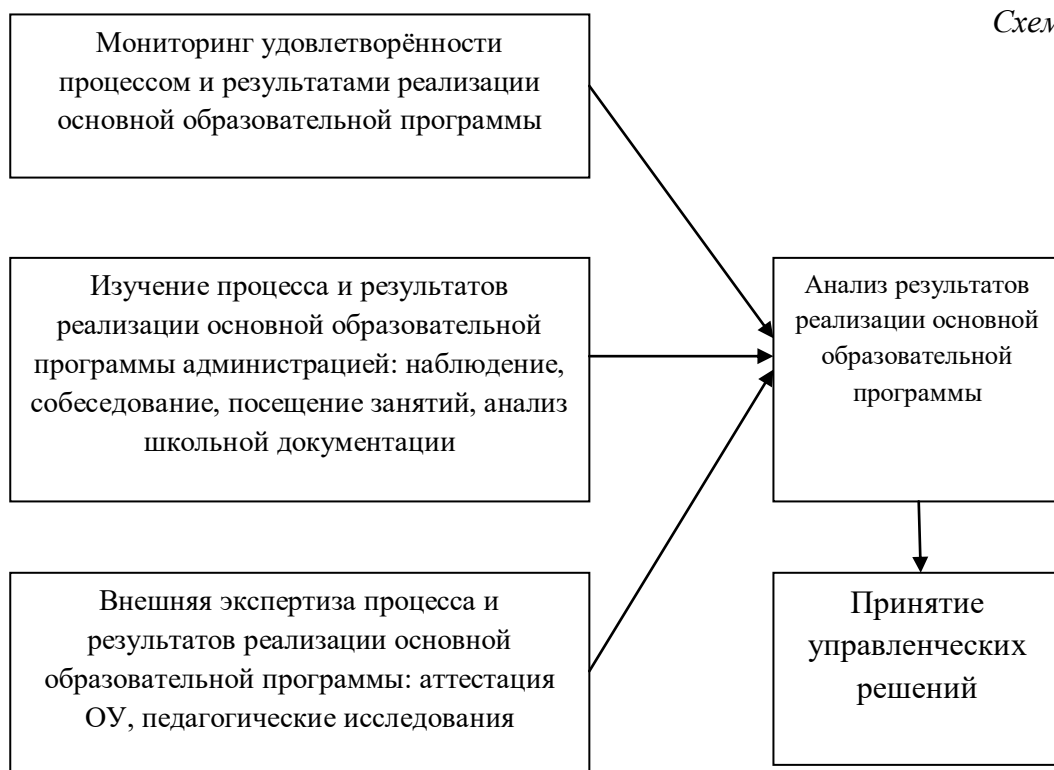 Схем
Мониторинг удовлетворённости
процессом и результатами реализации
основной образовательной программы
Изучение процесса и результатов
реализации основной образовательной
программы администрацией: наблюдение,
собеседование, посещение занятий, анализ
школьной документации
Анализ результатов
реализации основной
образовательной
программы
Внешняя экспертиза процесса и
результатов реализации основной
образовательной программы: аттестация
ОУ, педагогические исследования
Принятие
управленческих
решений